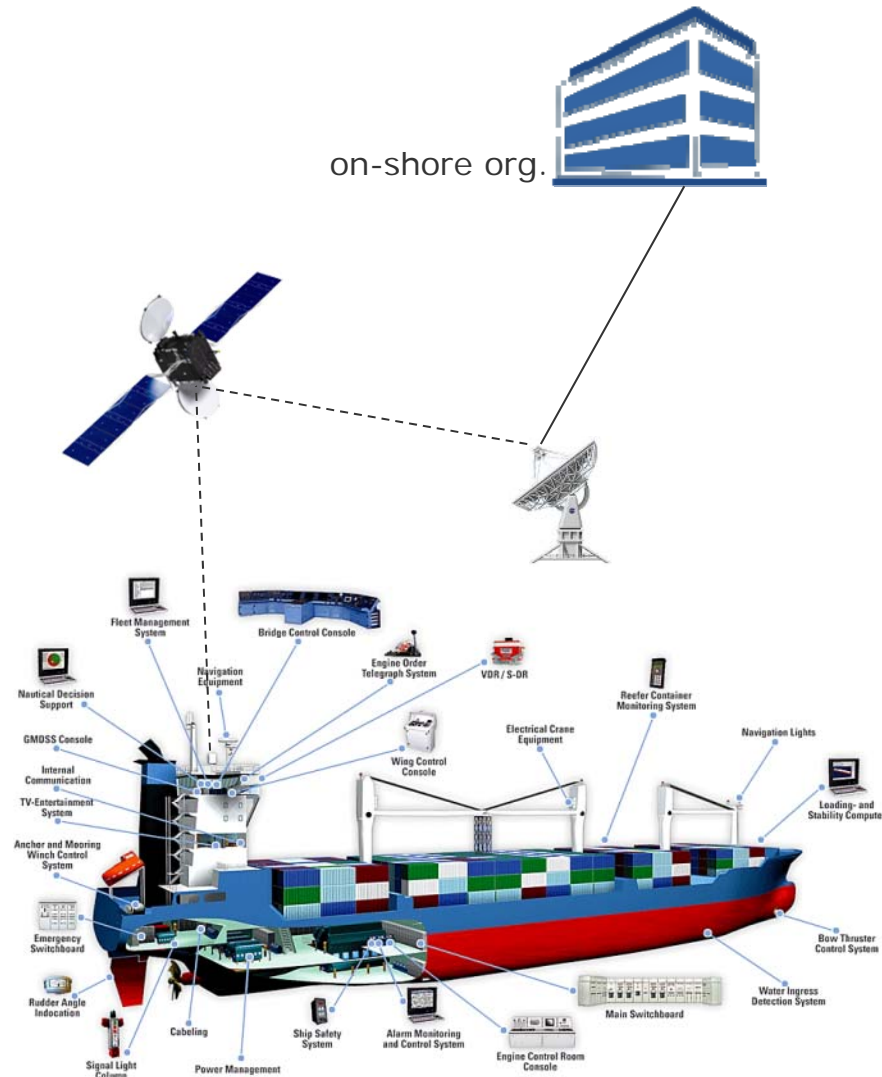 on-shore org.
Fleet Management
System
Bridge Control Console
Navigation
Equipment
Engine Order
Telegraph System
VDR / S-DR
Nautical Decision
Support
Reefer Container
Monitoring System
GMDSS Console
Wing Control
Console
Electrical Crane
Equipment
Navigation Lights
Internal
Communication
TV-Entertainment
System
Loading- and
Stability Compute
Anchor and Mooring
Winch Control
System
Emergency
Switchboard
Bow Thruster
Control System
Rudder Angle
Indocation
Water Ingress
Detection System
Main Switchboard
Cabeling
Ship Safety
System
Alarm Monitoring
and Control System
Engine Control Room
Console
Signal Light
Column
Power Management